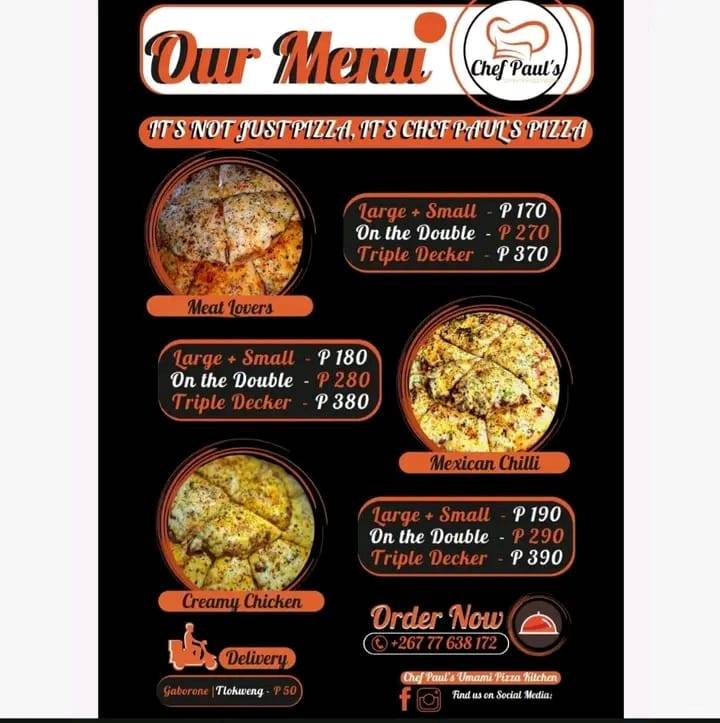 Our Menu
Chef Paul's
IT'S NOT JUST PIZZA, IT'S CHEF PAUL'S PIZZA
Large + Small - P 170
On the Double - P 270
Triple Decker - P 370
Meat Lovers
Large + Small - P 180
On the Double - P 280
Triple Decker - P 380
Mexican Chilli
Large + Small - P 190
On the Double - P 290
Triple Decker - P 390
Creamy Chicken
Order Now
+267 77 638 172
Delivery
Gaborone | Tlokweng - P 50
Chef Paul's Umami Pizza Kitchen
Find us on Social Media: